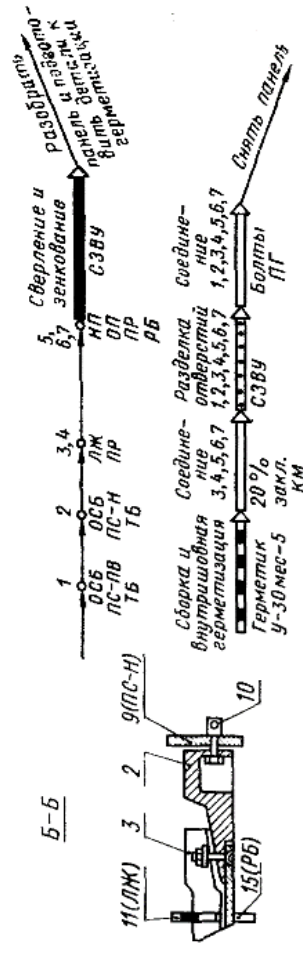 Б-Б
11(ЛЖ)
3
2
9(ПС-Н)
10
15(РБ)
1
ОСБ
ПС-ПВ
ТБ
2
ОСБ
ПС-Н
ТБ
3,4
ЛЖ
ПР
5,
6,7
НП
ОП
ПР
РБ
Сверление и
зенкование
СЗВУ
Разобрить
панель и подгото-
вить детали к
герметизации
Сборка и
внутришовная
герметизация
Герметик
У-30мес-5
Соедине-
ние
3,4,5,6,7
20%
закл.
КМ
Разделка
отверстий
1,2,3,4,5,6,7
СЗВУ
Соедине-
ние
1,2,3,4,5,6,7
Болты
ПГ
Снять панель